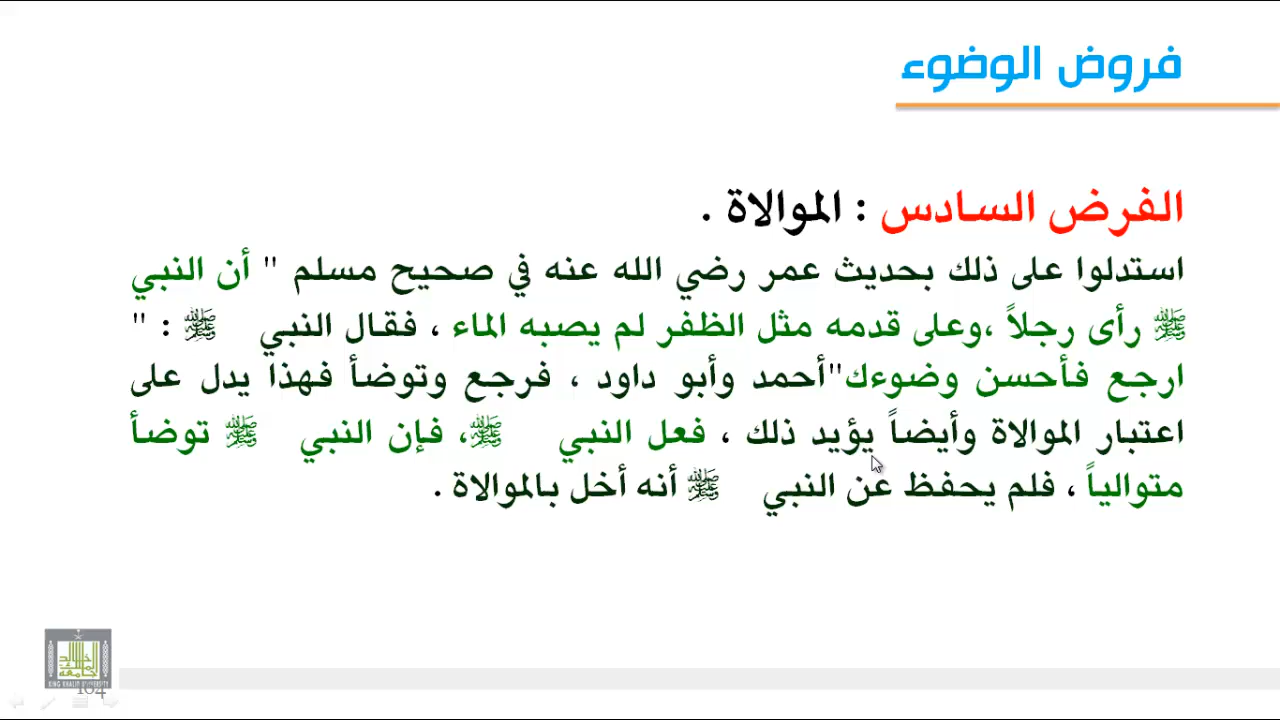 فروض الوضوء
الفرض السادس : الموالاة .
استدلوا على ذلك بحديث عمر رضي الله عنه في صحيح مسلم " أن النبي
ﷺ رأى رجلاً ،وعلى قدمه مثل الظفر لم يصبه الماء ، فقال النبي ﷺ : "
ارجع فأحسن وضوءك"أحمد وأبو داود ، فرجع وتوضأ فهذا يدل على
اعتبار الموالاة وأيضاً يؤيد ذلك ، فعل النبي ﷺ، فإن النبي ﷺ توضأ
متوالياً ، فلم يحفظ عن النبي ﷺ أنه أخل بالموالاة .
KING KHALID UNIVERSITY
164